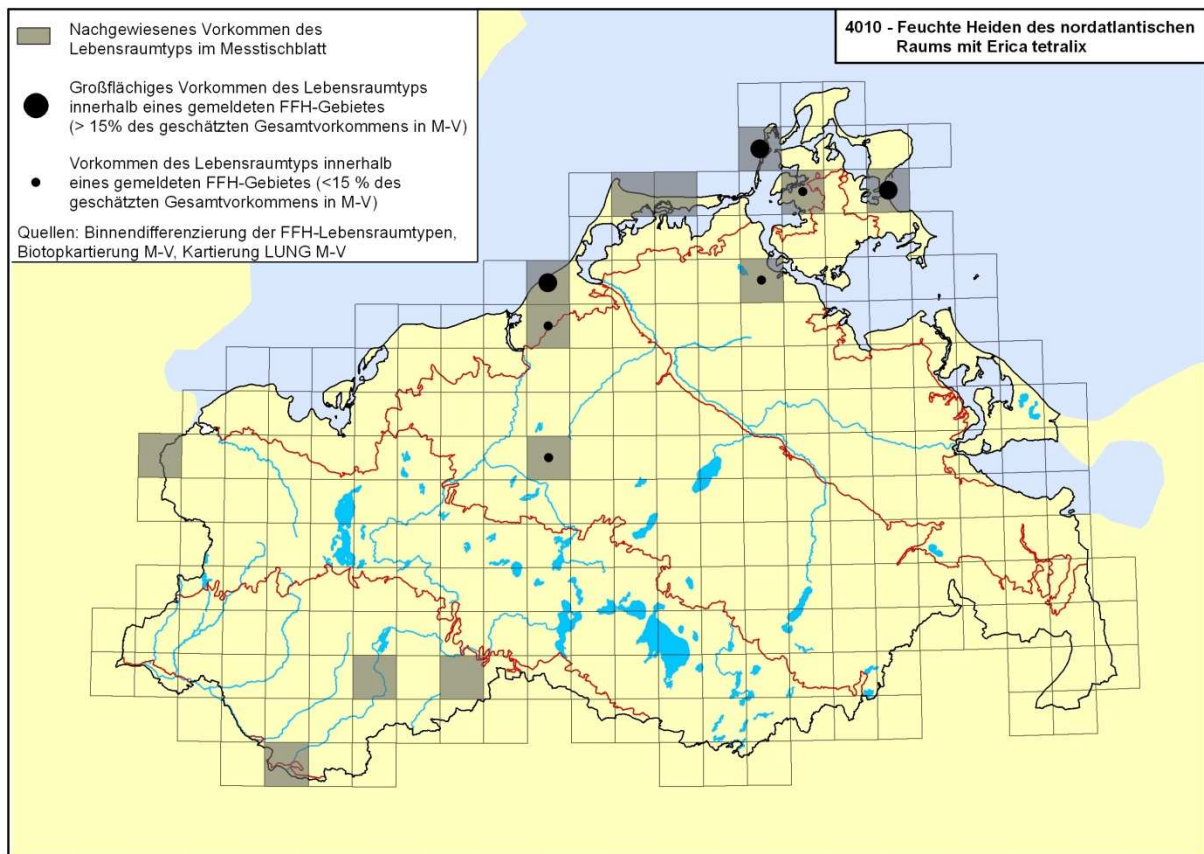 Nachgewiesenes Vorkommen des
Lebensraumtyps im Messtischblatt
Großflächiges Vorkommen des Lebensraumtyps
innerhalb eines gemeldeten FFH-Gebietes
(> 15% des geschätzten Gesamtvorkommens in M-V)
Vorkommen des Lebensraumtyps innerhalb
eines gemeldeten FFH-Gebietes (<15 % des
geschätzten Gesamtvorkommens in M-V)
Quellen: Binnendifferenzierung der FFH-Lebensraumtypen,
Biotopkartierung M-V, Kartierung LUNG M-V
4010 - Feuchte Heiden des nordatlantischen
Raums mit Erica tetralix